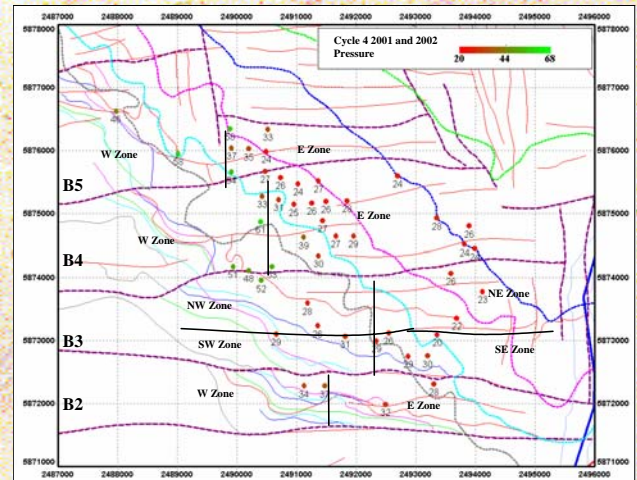 2487000 2488000 2489000 2490000 2491000 2492000 2493000 2494000 2495000 2496000
5878000 5878000
Cycle 4 2001 and 2002
Pressure
20 44 68
5877000 5877000
46
33
37 35 24
E Zone
5876000 5876000
W Zone
27 26 24 27
24
B5
33 31 25 26 26
E Zone
5875000 5875000
28
26
27
W Zone
39 27 29
24
30
B4
51 48
52
5874000 5874000
26
NE Zone
23
NW Zone
28
22
B3
29
31
26
20
5873000 5873000
SW Zone
SE Zone
29 30
34
28
W Zone
B2
32
E Zone
5872000 5872000
5871000 5871000
2487000 2488000 2489000 2490000 2491000 2492000 2493000 2494000 2495000 2496000